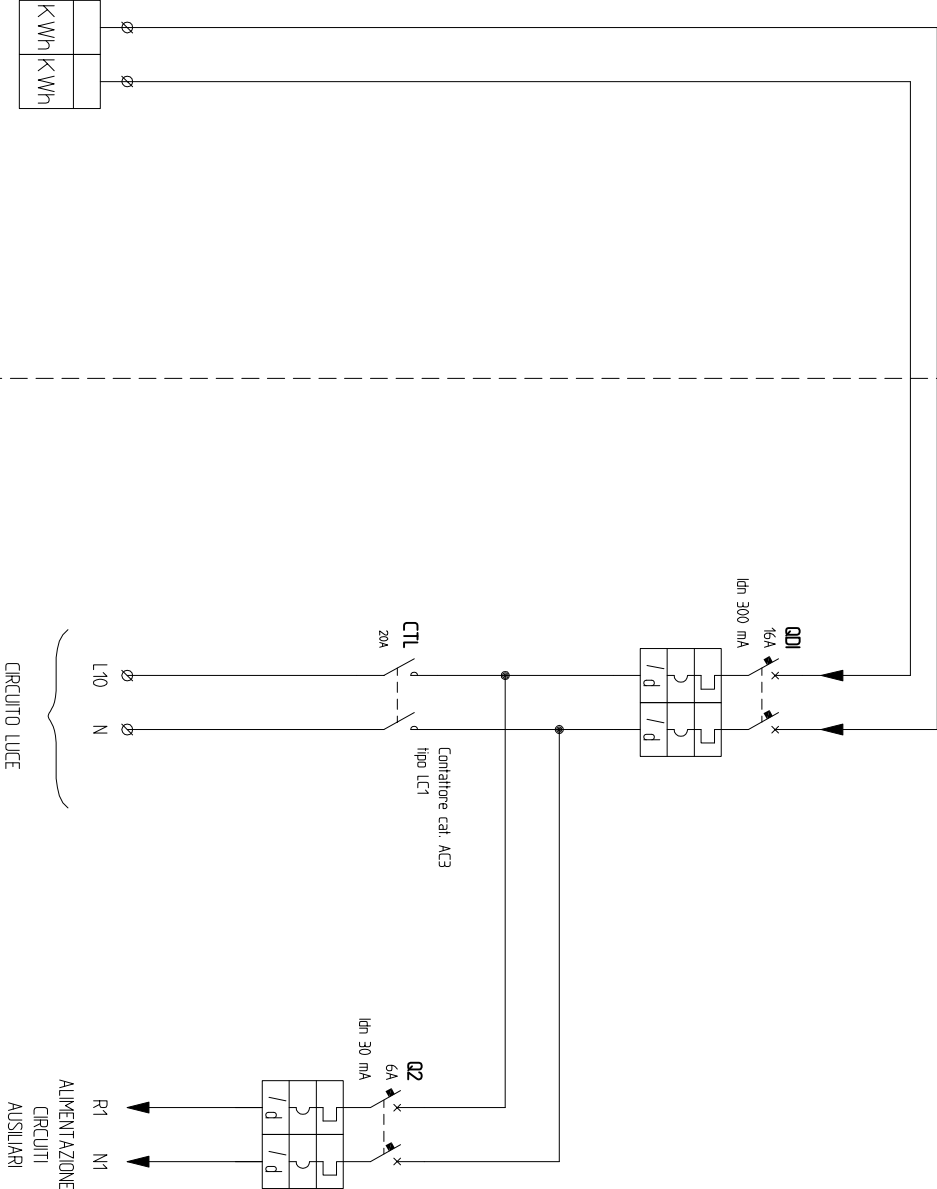 KWh
KWh
QDI
16A
Idn 300 mA
CTL
20A
Contattore cat. AC3
tipo LC1
L10
N
CIRCUITO LUCE
Q2
6A
Idn 30 mA
R1
N1
ALIMENTAZIONE
CIRCUITI
AUSILIARI
I d
I d
I d
I d